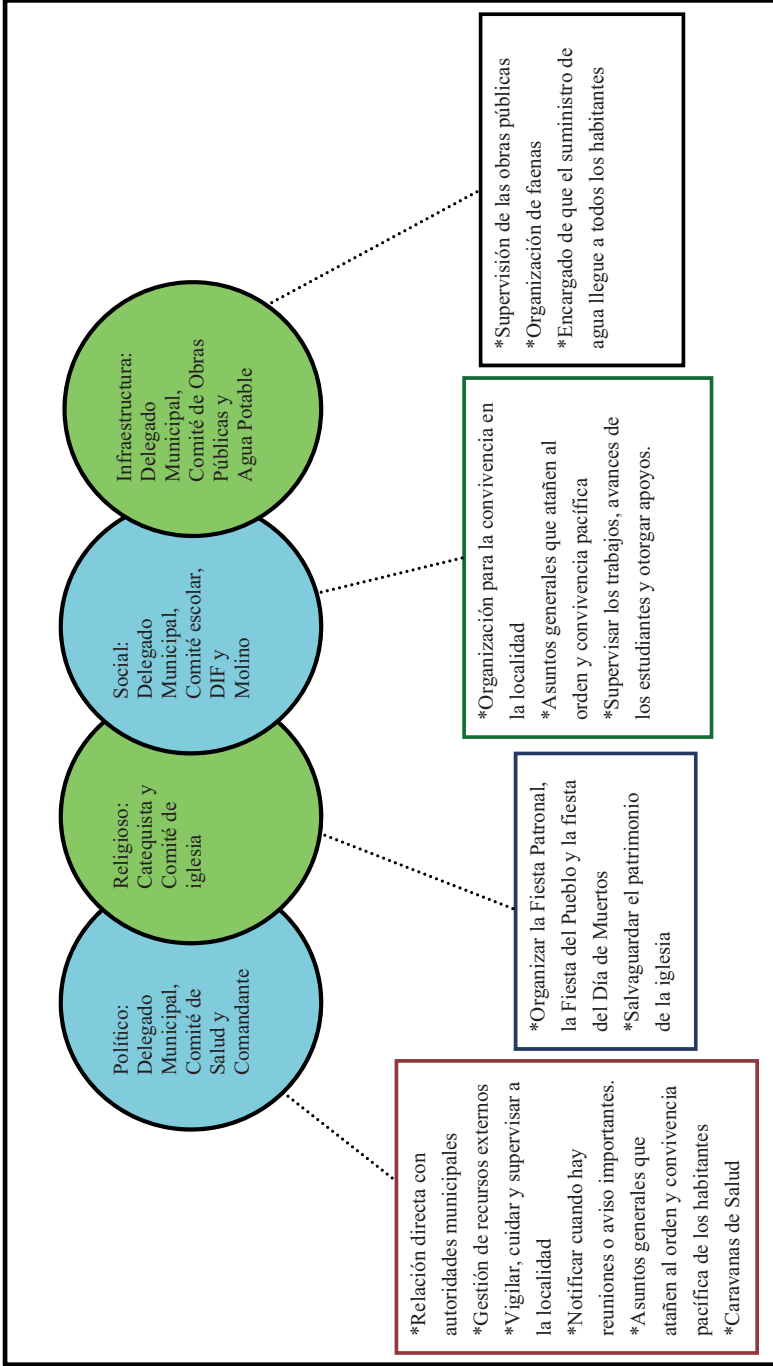 Político:
Delegado
Municipal,
Comité de
Salud y
Comandante
Religioso:
Catequista y
Comité de
iglesia
Social:
Delegado
Municipal,
Comité escolar,
DIF y
Molino
Infraestructura:
Delegado
Municipal,
Comité de Obras
Públicas y
Agua Potable
*Relación directa con
autoridades municipales
*Gestión de recursos externos
*Vigilar, cuidar y supervisar a
la localidad
*Notificar cuando hay
reuniones o aviso importantes.
*Asuntos generales que
atañen al orden y convivencia
pacífica de los habitantes
*Caravanas de Salud
*Organizar la Fiesta Patronal,
la Fiesta del Pueblo y la fiesta
del Día de Muertos
*Salvaguardar el patrimonio
de la iglesia
*Organización para la convivencia en
la localidad
*Asuntos generales que atañen al
orden y convivencia pacífica
*Supervisar los trabajos, avances de
los estudiantes y otorgar apoyos.
*Supervisión de las obras públicas
*Organización de faenas
*Encargado de que el suministro de
agua llegue a todos los habitantes